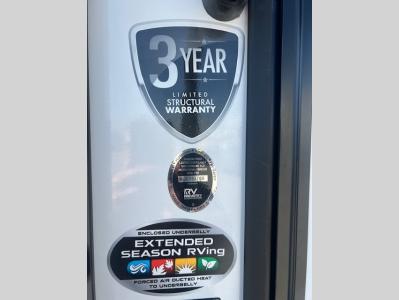 3 YEAR
LIMITED
STRUCTURAL
WARRANTY
RV
ENCLOSED UNDERBELLY
EXTENDED
SEASON RVing
FORCED AIR DUCTED HEAT
TO UNDERBELLY